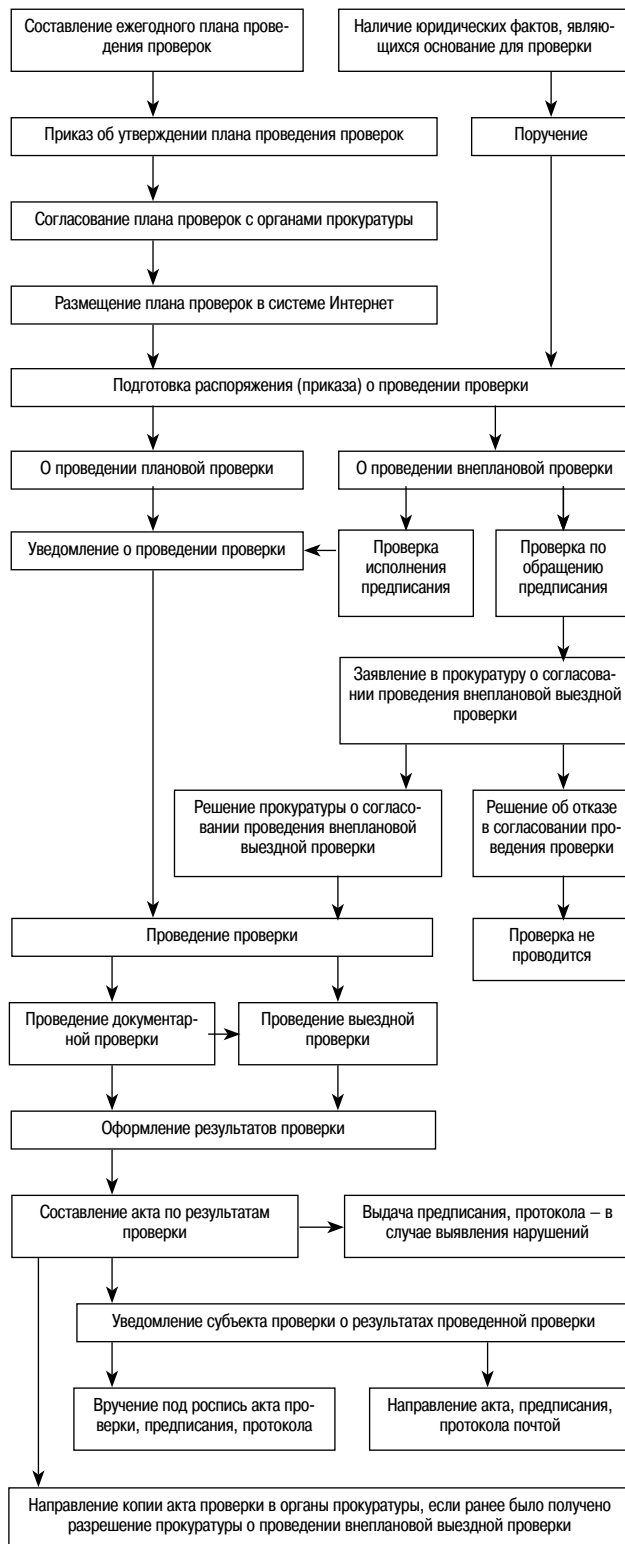 Составление ежегодного плана прове-
дения проверок
Наличие юридических фактов, являю-
щихся основание для проверки
Приказ об утверждении плана проведения проверок
Поручение
Согласование плана проверок с органами прокуратуры
Размещение плана проверок в системе Интернет
Подготовка распоряжения (приказа) о проведении проверки
О проведении плановой проверки
О проведении внеплановой проверки
Уведомление о проведении проверки
Проверка
исполнения
предписания
Проверка по
обращению
предписания
Заявление в прокуратуру о согласова-
нии проведения внеплановой выездной
проверки
Решение прокуратуры о согласо-
вании проведения внеплановой
выездной проверки
Решение об отказе
в согласовании про-
ведения проверки
Проведение проверки
Проверка не
проводится
Проведение документар-
ной проверки
Проведение выездной
проверки
Оформление результатов проверки
Составление акта по результатам
проверки
Выдача предписания, протокола – в
случае выявления нарушений
Уведомление субъекта проверки о результатах проведенной проверки
Вручение под роспись акта про-
верки, предписания, протокола
Направление акта, предписания,
протокола почтой
Направление копии акта проверки в органы прокуратуры, если ранее было получено
разрешение прокуратуры о проведении внеплановой выездной проверки